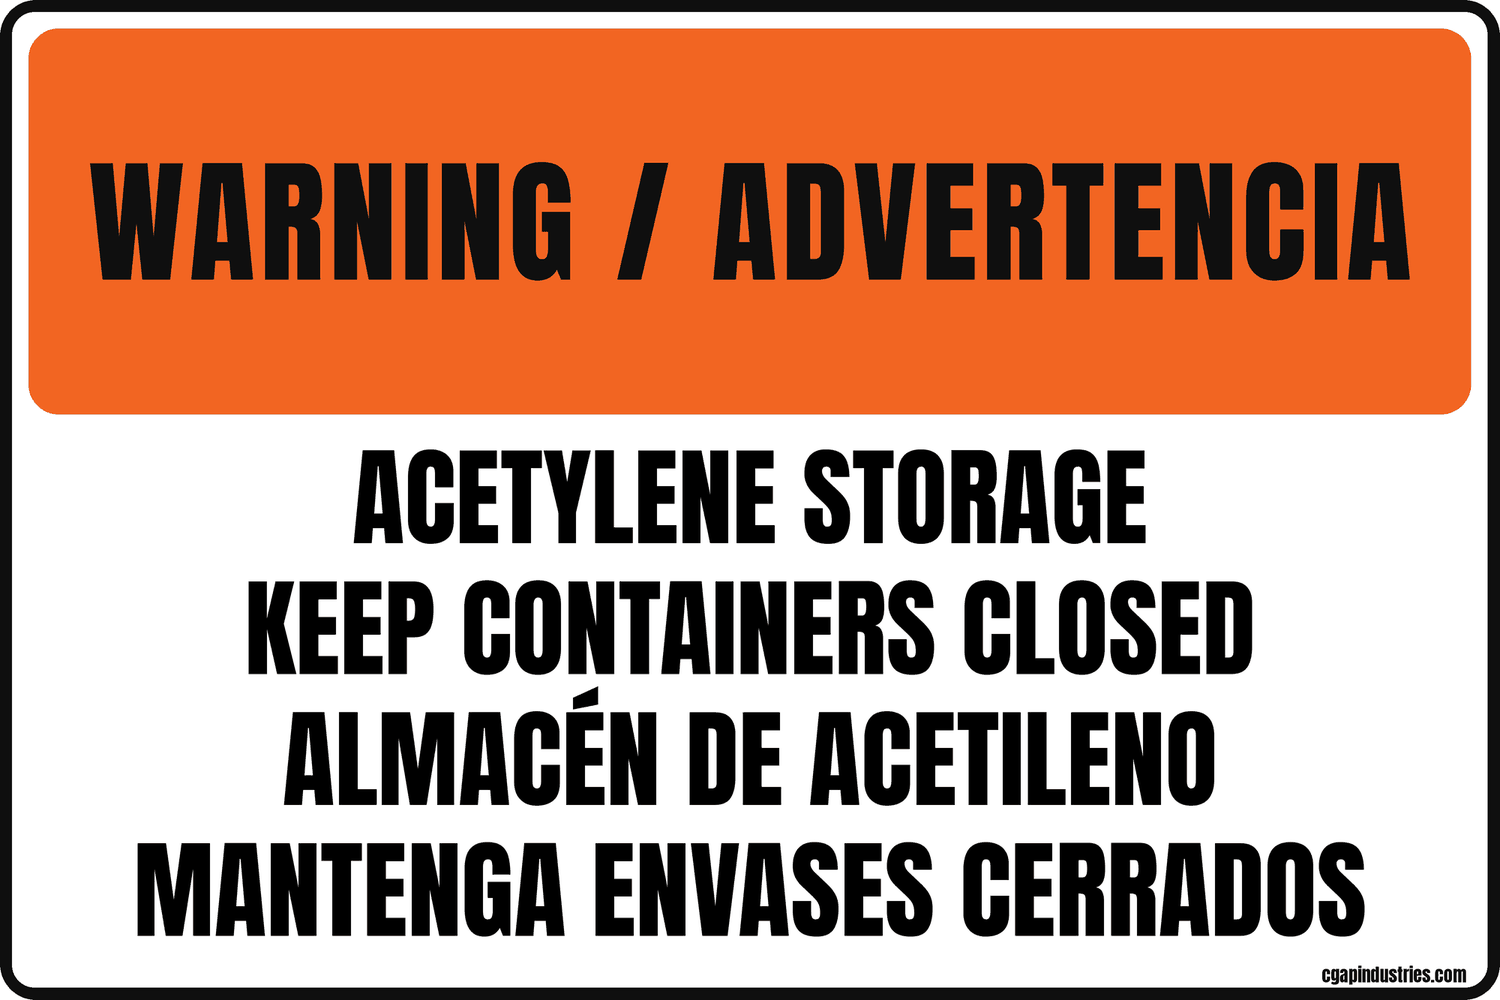 WARNING / ADVERTENCIA
ACETYLENE STORAGE
KEEP CONTAINERS CLOSED
ALMACÉN DE ACETILENO
MANTENGA ENVASES CERRADOS
cgapindustries.com